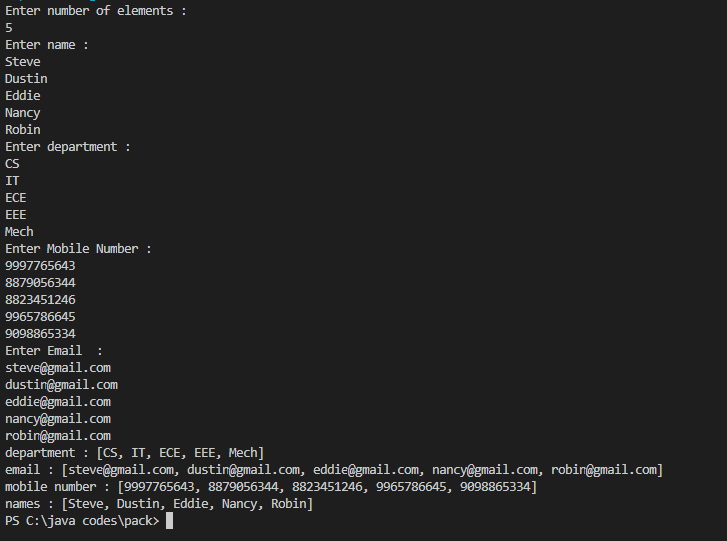 Enter number of elements :
5
Enter name :
Steve
Dustin
Eddie
Nancy
Robin
Enter department :
CS
IT
ECE
EEE
Mech
Enter Mobile Number :
9997765643
8879056344
8823451246
9965786645
9098865334
Enter Email  :
steve@gmail.com
dustin@gmail.com
eddie@gmail.com
nancy@gmail.com
robin@gmail.com
department : [CS, IT, ECE, EEE, Mech]
email : [steve@gmail.com, dustin@gmail.com, eddie@gmail.com, nancy@gmail.com, robin@gmail.com]
mobile number : [9997765643, 8879056344, 8823451246, 9965786645, 9098865334]
names : [Steve, Dustin, Eddie, Nancy, Robin]
PS C:\java codes\pack>